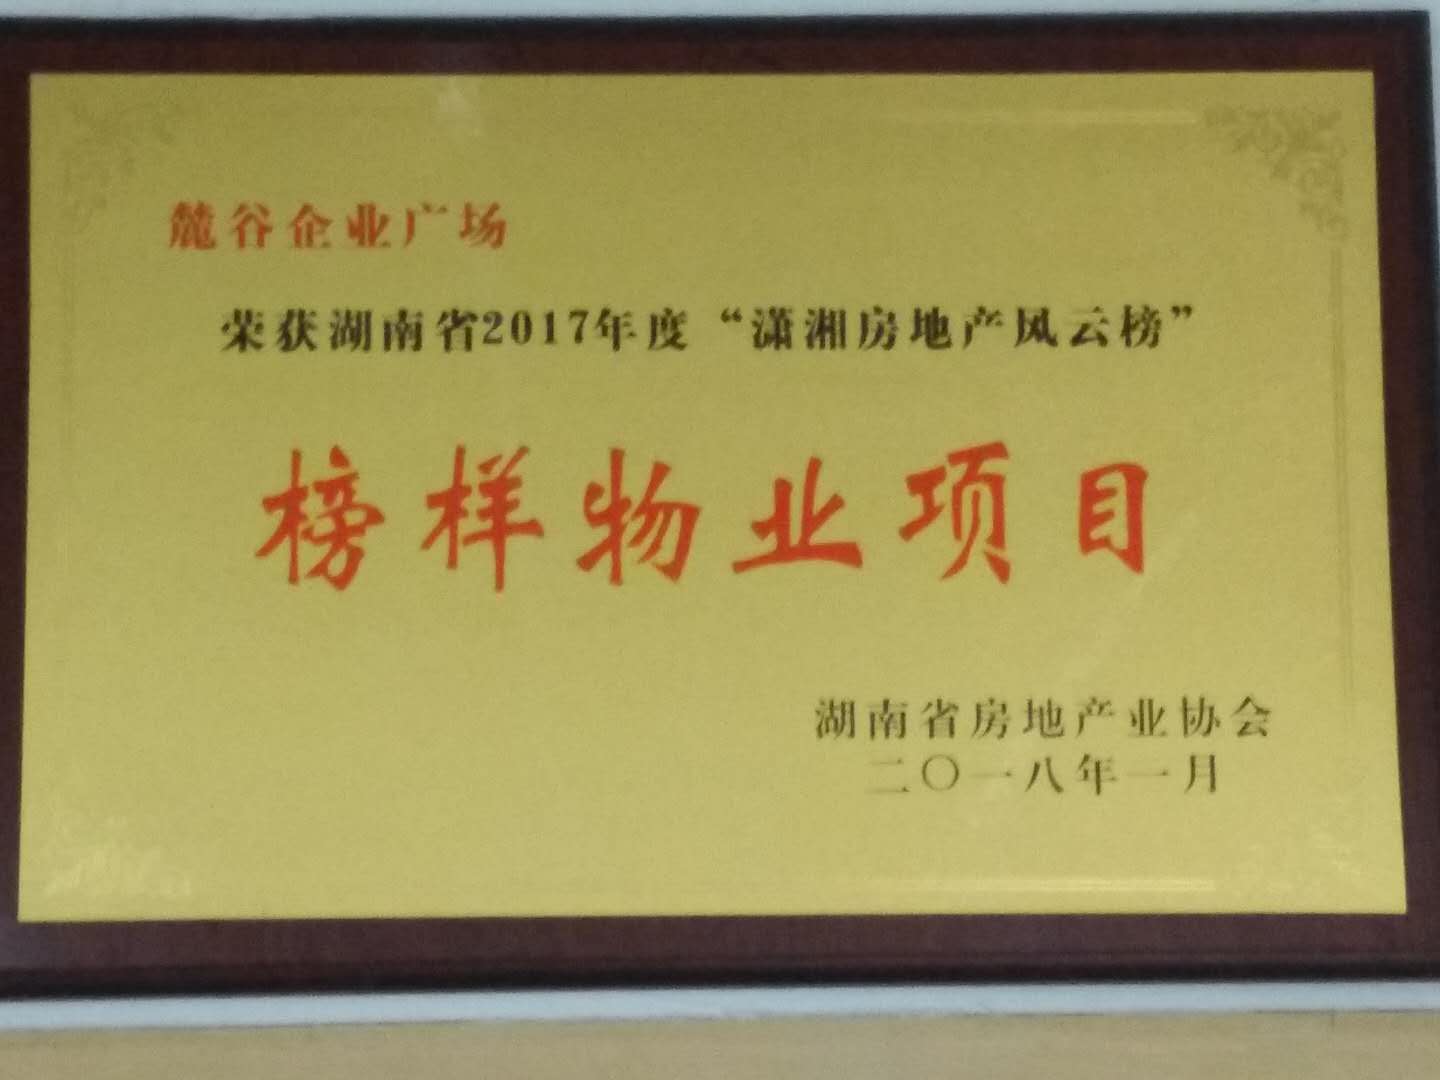 麓谷企业广场
荣获湖南省2017年度“潇湘房地产风云榜”
榜样物业项目
湖南省房地产业协会
二〇一八年一月